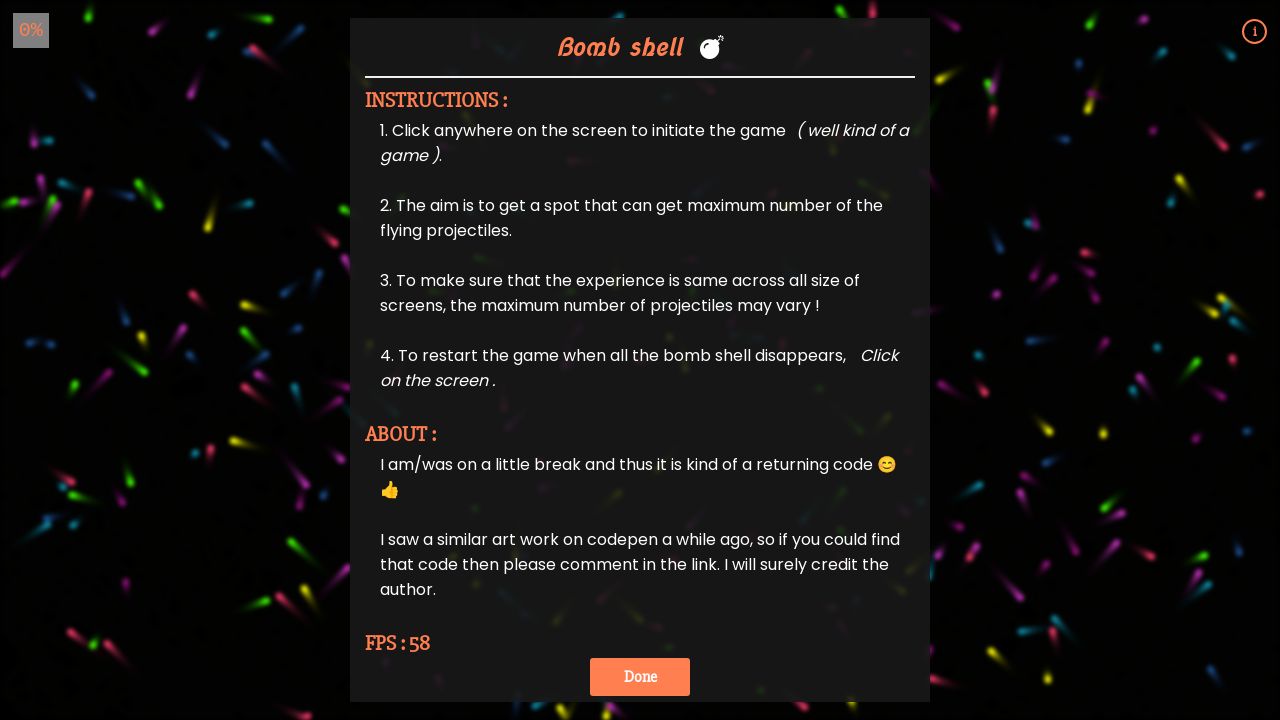 0%
i
Bomb shell 💣
INSTRUCTIONS :
1. Click anywhere on the screen to initiate the game ( well kind of a
game ).
2. The aim is to get a spot that can get maximum number of the
flying projectiles.
3. To make sure that the experience is same across all size of
screens, the maximum number of projectiles may vary !
4. To restart the game when all the bomb shell disappears, Click
on the screen .
ABOUT :
I am/was on a little break and thus it is kind of a returning code 😊
👍
I saw a similar art work on codepen a while ago, so if you could find
that code then please comment in the link. I will surely credit the
author.
FPS : 58
Done